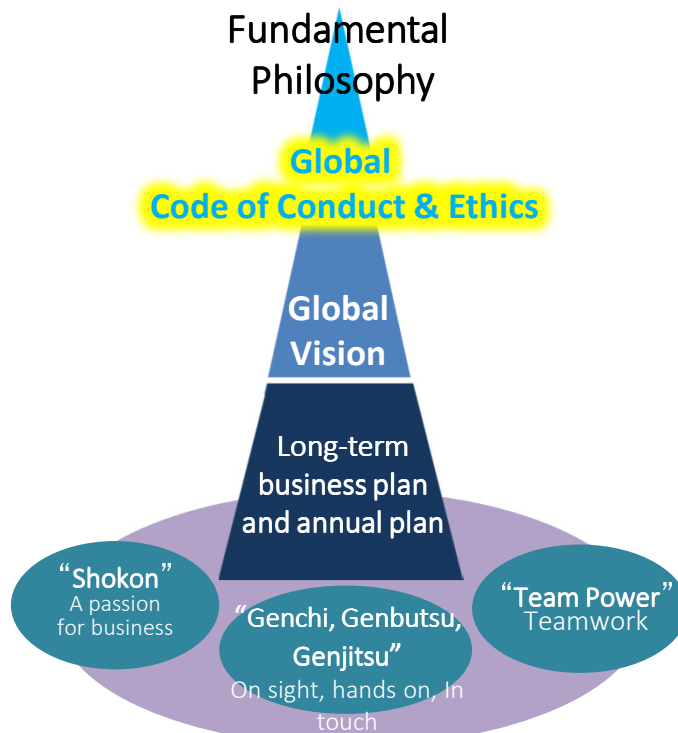 Fundamental
Philosophy
Global
Code of Conduct & Ethics
Global
Vision
Long-term
business plan
and annual plan
“Shokon”
A passion
for business
“Genchi, Genbutsu,
Genjitsu”
On sight, hands on, In
touch
“Team Power”
Teamwork